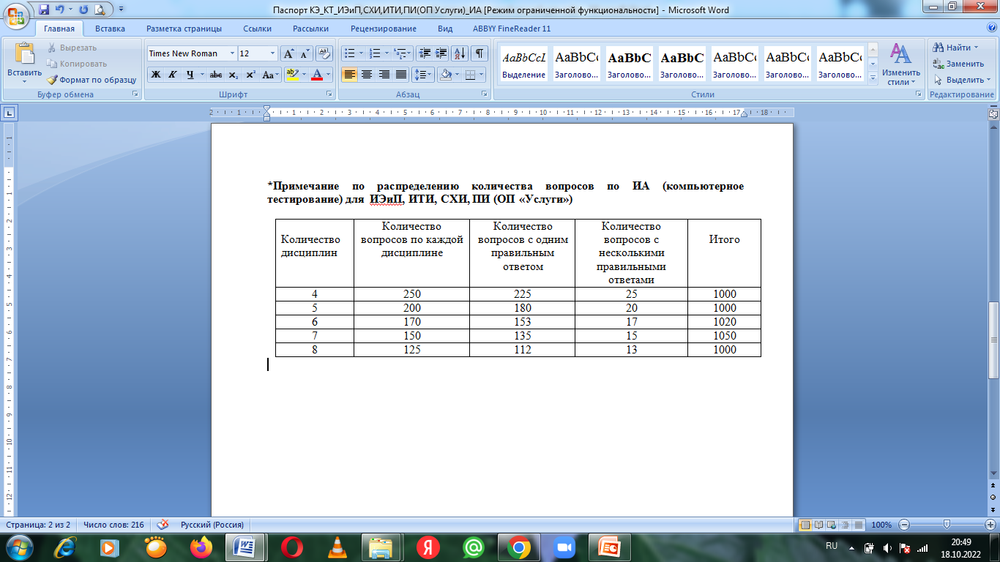 Паспорт КЭ_КТ_ИЭиП,СХИ,ИТИ,ПИ(ОП Услуги)_ИА [Режим ограниченной функциональности] - Microsoft Word
Главная Вставка Разметка страницы Ссылки Рассылки Рецензирование Вид ABBYY FineReader 11
Вставить
Вырезать
Копировать
Формат по образцу
Буфер обмена
Times New Roman 12
Ж К Ч abc x₂ x² Aa
Шрифт
Абзац
AaBbCcI AaBbCc AaBbC AaBbC AaBbCc AaBbCc AaBbCc
Выделение Заголово... Заголово... Заголово... Заголово... Заголово... Заголово...
Стили
Изменить стили
Найти
Заменить
Выделить
Редактирование
2 1 1 2 3 4 5 6 7 8 9 10 11 12 13 14 15 16 17 18
*Примечание по распределению количества вопросов по ИА (компьютерное
тестирование) для ИЭиП, ИТИ, СХИ, ПИ (ОП «Услуги»)
Количество дисциплин
Количество вопросов по каждой дисциплине
Количество вопросов с одним правильным ответом
Количество вопросов с несколькими правильными ответами
Итого
4 250 225 25 1000
5 200 180 20 1000
6 170 153 17 1020
7 150 135 15 1050
8 125 112 13 1000
Страница: 2 из 2 Число слов: 216 Русский (Россия) 100%
RU 20:49
18.10.2022